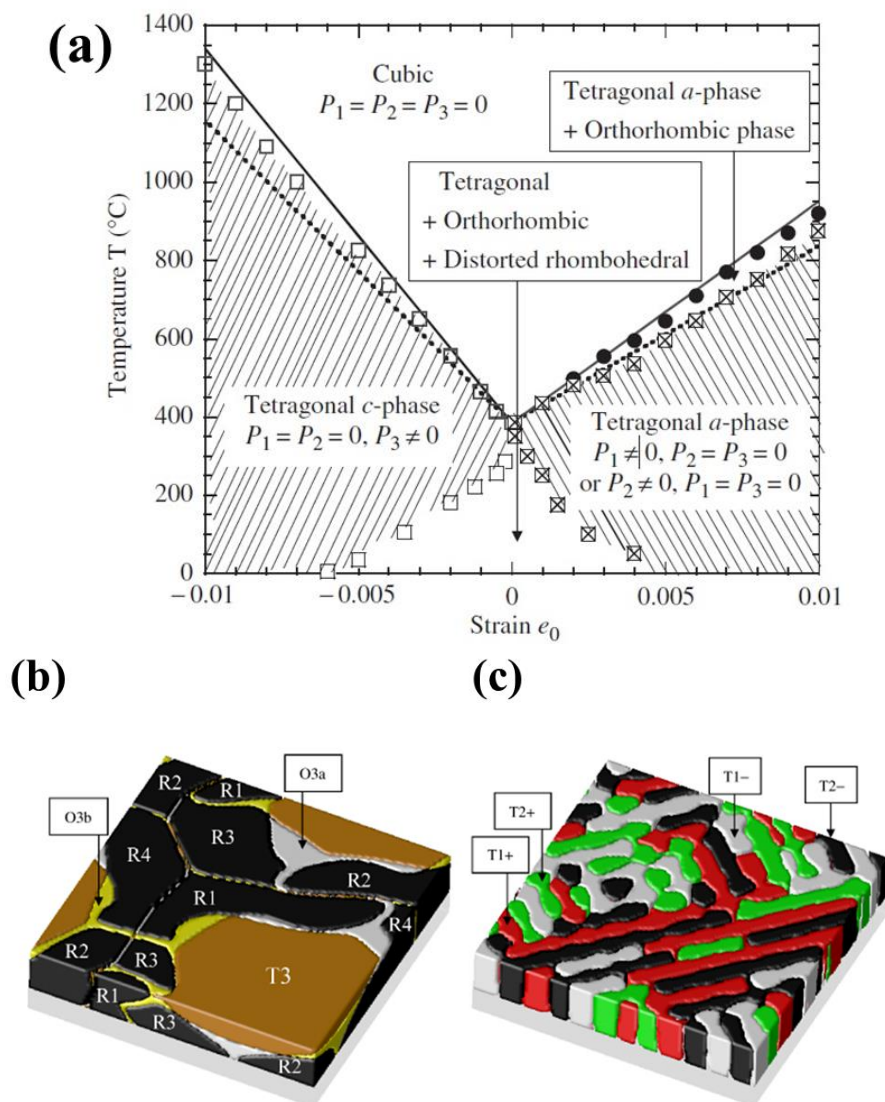 (a)
1400
1200
1000
800
600
400
200
0
Temperature T (°C)
Cubic
P₁ = P₂ = P₃ = 0
Tetragonal a-phase
+ Orthorhombic phase
Tetragonal
+ Orthorhombic
+ Distorted rhombohedral
Tetragonal c-phase
P₁ = P₂ = 0, P₃ ≠ 0
Tetragonal a-phase
P₁ ≠ 0, P₂ = P₃ = 0
or P₂ ≠ 0, P₁ = P₃ = 0
−0.01 −0.005 0 0.005 0.01
Strain e₀
(b)
(c)
R2
R1
O3a
O3b
R3
R4
R2
R1
R4
R2
R3
T3
R1
R3
R2
T1−
T2−
T2+
T1+